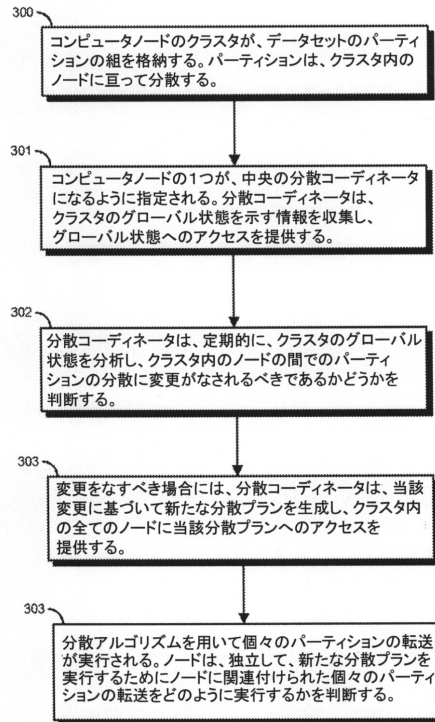 300
コンピュータノードのクラスタが、データセットのパーティ
ションの組を格納する。パーティションは、クラスタ内の
ノードに亘って分散する。
301
コンピュータノードの1つが、中央の分散コーディネータ
になるように指定される。分散コーディネータは、
クラスタのグローバル状態を示す情報を収集し、
グローバル状態へのアクセスを提供する。
302
分散コーディネータは、定期的に、クラスタのグローバル
状態を分析し、クラスタ内のノードの間でのパーティ
ションの分散に変更がなされるべきであるかどうかを
判断する。
303
変更をなすべき場合には、分散コーディネータは、当該
変更に基づいて新たな分散プランを生成し、クラスタ内
の全てのノードに当該分散プランへのアクセスを
提供する。
303
分散アルゴリズムを用いて個々のパーティションの転送
が実行される。ノードは、独立して、新たな分散プランを
実行するためにノードに関連付けられた個々のパーティ
ションの転送をどのように実行するかを判断する。